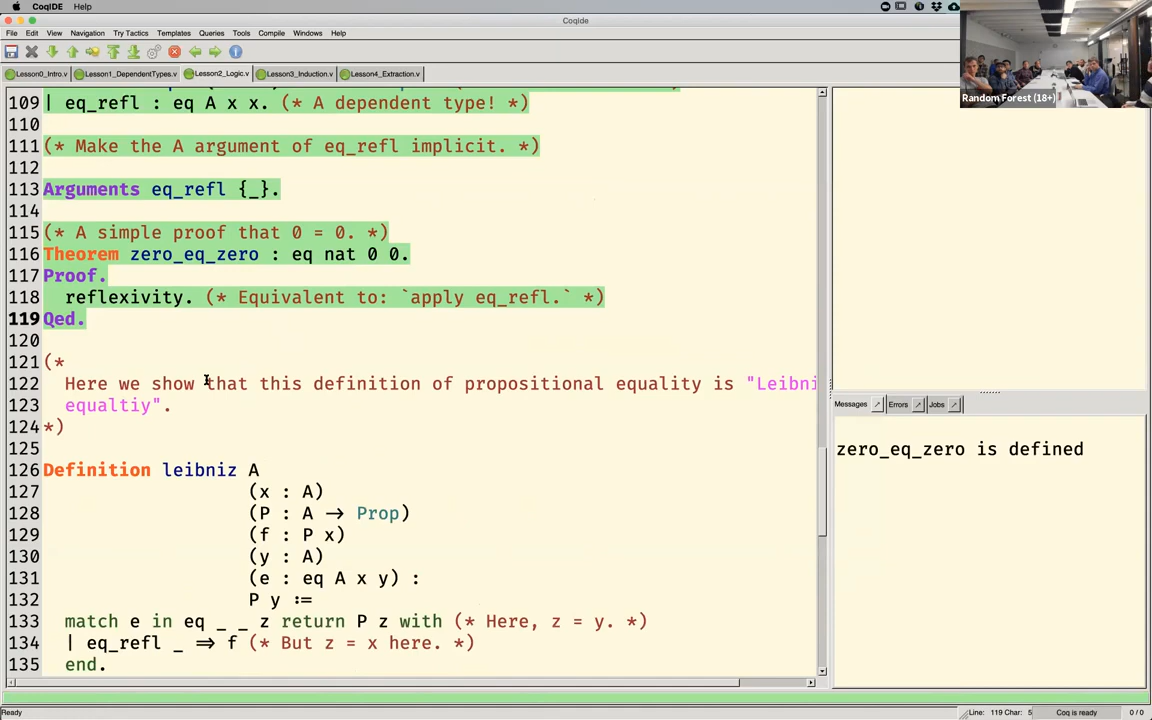 CoqIDE Help
CoqIde
File Edit View Navigation Try Tactics Templates Queries Tools Compile Windows Help
Lesson0_Intro.v Lesson1_DependentTypes.v Lesson2_Logic.v Lesson3_Induction.v Lesson4_Extraction.v
Random Forest (18+)
109 | eq_refl : eq A x x. (* A dependent type! *)
110
111 (* Make the A argument of eq_refl implicit. *)
112
113 Arguments eq_refl {_}.
114
115 (* A simple proof that 0 = 0. *)
116 Theorem zero_eq_zero : eq nat 0 0.
117 Proof.
118 reflexivity. (* Equivalent to: `apply eq_refl.` *)
119 Qed.
120
121 (*
122 Here we show that this definition of propositional equality is "Leibni
123 equaltiy".
124 *)
125
126 Definition leibniz A
127 (x : A)
128 (P : A → Prop)
129 (f : P x)
130 (y : A)
131 (e : eq A x y) :
132 P y :=
133 match e in eq _ _ z return P z with (* Here, z = y. *)
134 | eq_refl _ ⇒ f (* But z = x here. *)
135 end.
Messages Errors Jobs
zero_eq_zero is defined
Ready
Line: 119 Char: 5 Coq is ready 0 / 0